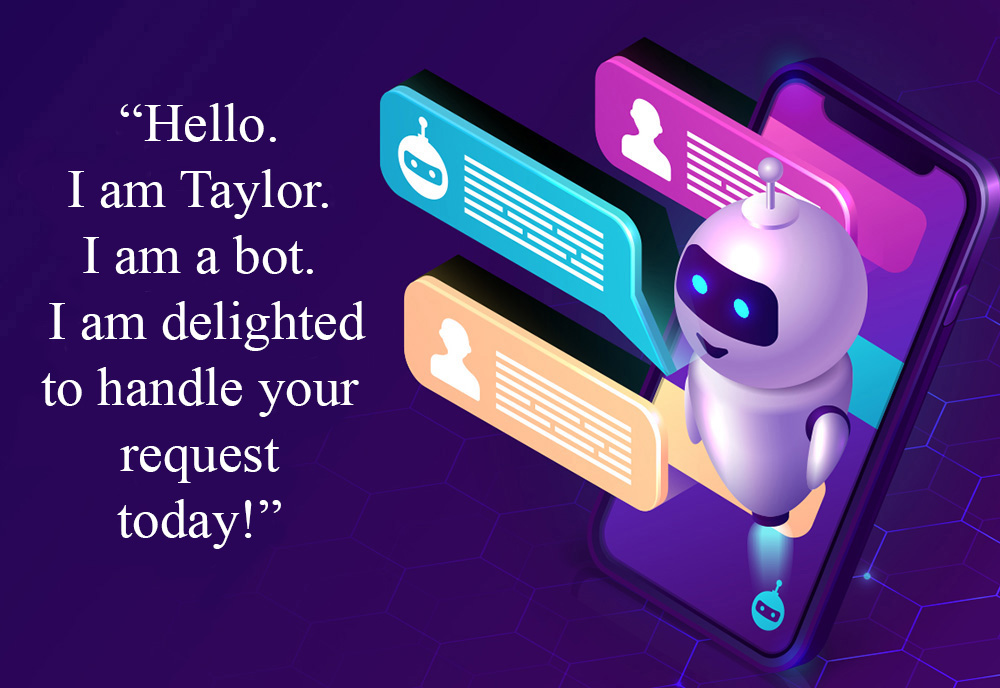 “Hello.
I am Taylor.
I am a bot.
I am delighted
to handle your
request
today!”